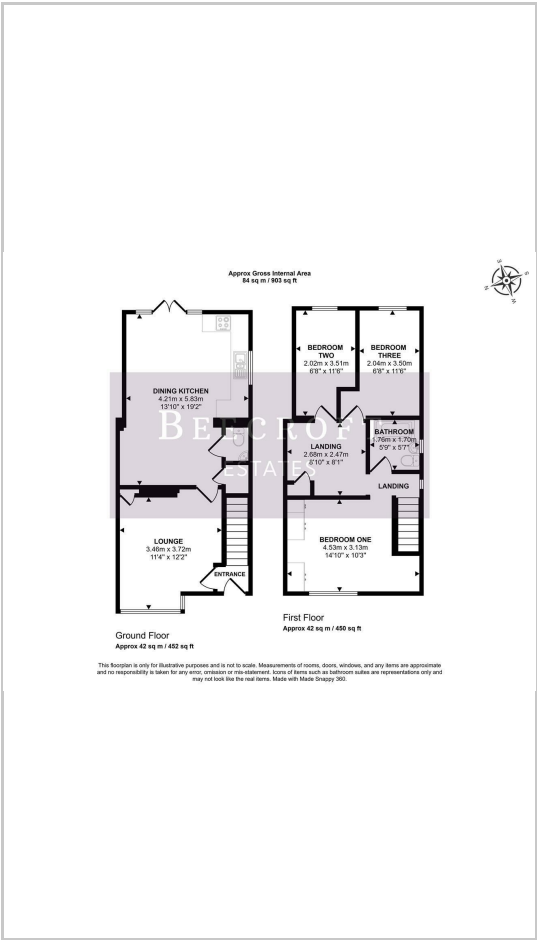 Approx Gross Internal Area
84 sq m / 903 sq ft
E
S
W
N
DINING KITCHEN
4.21m x 5.83m
13'10" x 19'2"
LOUNGE
3.46m x 3.72m
11'4" x 12'2"
ENTRANCE
BEDROOM
TWO
2.02m x 3.51m
6'8" x 11'6"
BEDROOM
THREE
2.04m x 3.50m
6'8" x 11'6"
LANDING
2.68m x 2.47m
8'10" x 8'1"
BATHROOM
1.76m x 1.70m
5'9" x 5'7"
LANDING
BEDROOM ONE
4.53m x 3.13m
14'10" x 10'3"
BEECROFT
ESTATES
Ground Floor
Approx 42 sq m / 452 sq ft
First Floor
Approx 42 sq m / 450 sq ft
This floorplan is only for illustrative purposes and is not to scale. Measurements of rooms, doors, windows, and any items are approximate
and no responsibility is taken for any error, omission or mis-statement. Icons of items such as bathroom suites are representations only and
may not look like the real items. Made with Made Snappy 360.